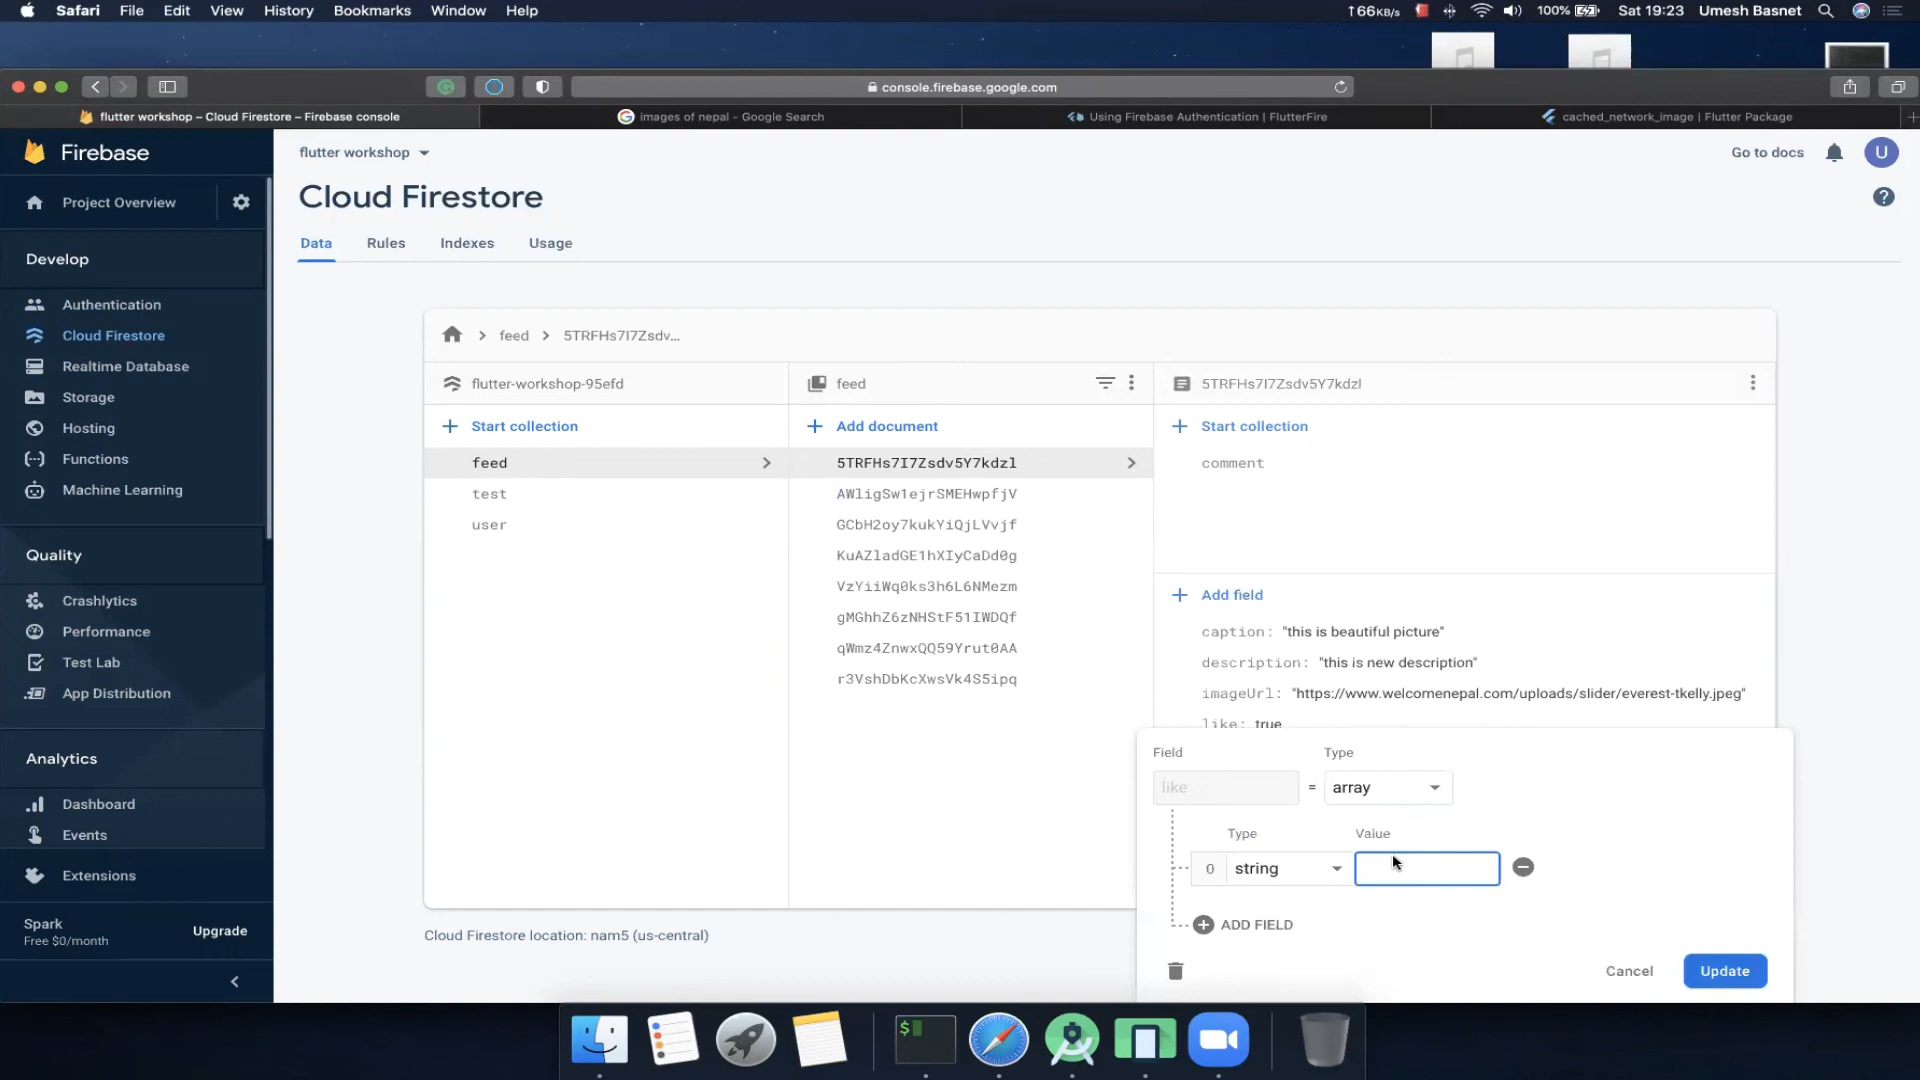 Safari File Edit View History Bookmarks Window Help
↑66KB/s 100% Sat 19:23 Umesh Basnet
console.firebase.google.com
flutter workshop – Cloud Firestore – Firebase console
images of nepal - Google Search
Using Firebase Authentication | FlutterFire
cached_network_image | Flutter Package
Firebase
Project Overview
Develop
Authentication
Cloud Firestore
Realtime Database
Storage
Hosting
Functions
Machine Learning
Quality
Crashlytics
Performance
Test Lab
App Distribution
Analytics
Dashboard
Events
Extensions
Spark
Free $0/month
Upgrade
flutter workshop
Go to docs
U
Cloud Firestore
Data Rules Indexes Usage
feed 5TRFHs7I7Zsdv...
flutter-workshop-95efd
Start collection
feed
test
user
feed
Add document
5TRFHs7I7Zsdv5Y7kdzl
AWligSw1ejrSMEHwpfjV
GCbH2oy7kukYiQjLVvjf
KuAZladGE1hXIyCaDd0g
VzYiiWq0ks3h6L6NMezm
gMGhhZ6zNHStF51IWDQf
qWmz4ZnwxQQ59Yrut0AA
r3VshDbKcXwsVk4S5ipq
5TRFHs7I7Zsdv5Y7kdzl
Start collection
comment
Add field
caption: "this is beautiful picture"
description: "this is new description"
imageUrl: "https://www.welcomenepal.com/uploads/slider/everest-tkelly.jpeg"
like: true
Field Type
like = array
Type Value
0 string
ADD FIELD
Cancel Update
Cloud Firestore location: nam5 (us-central)